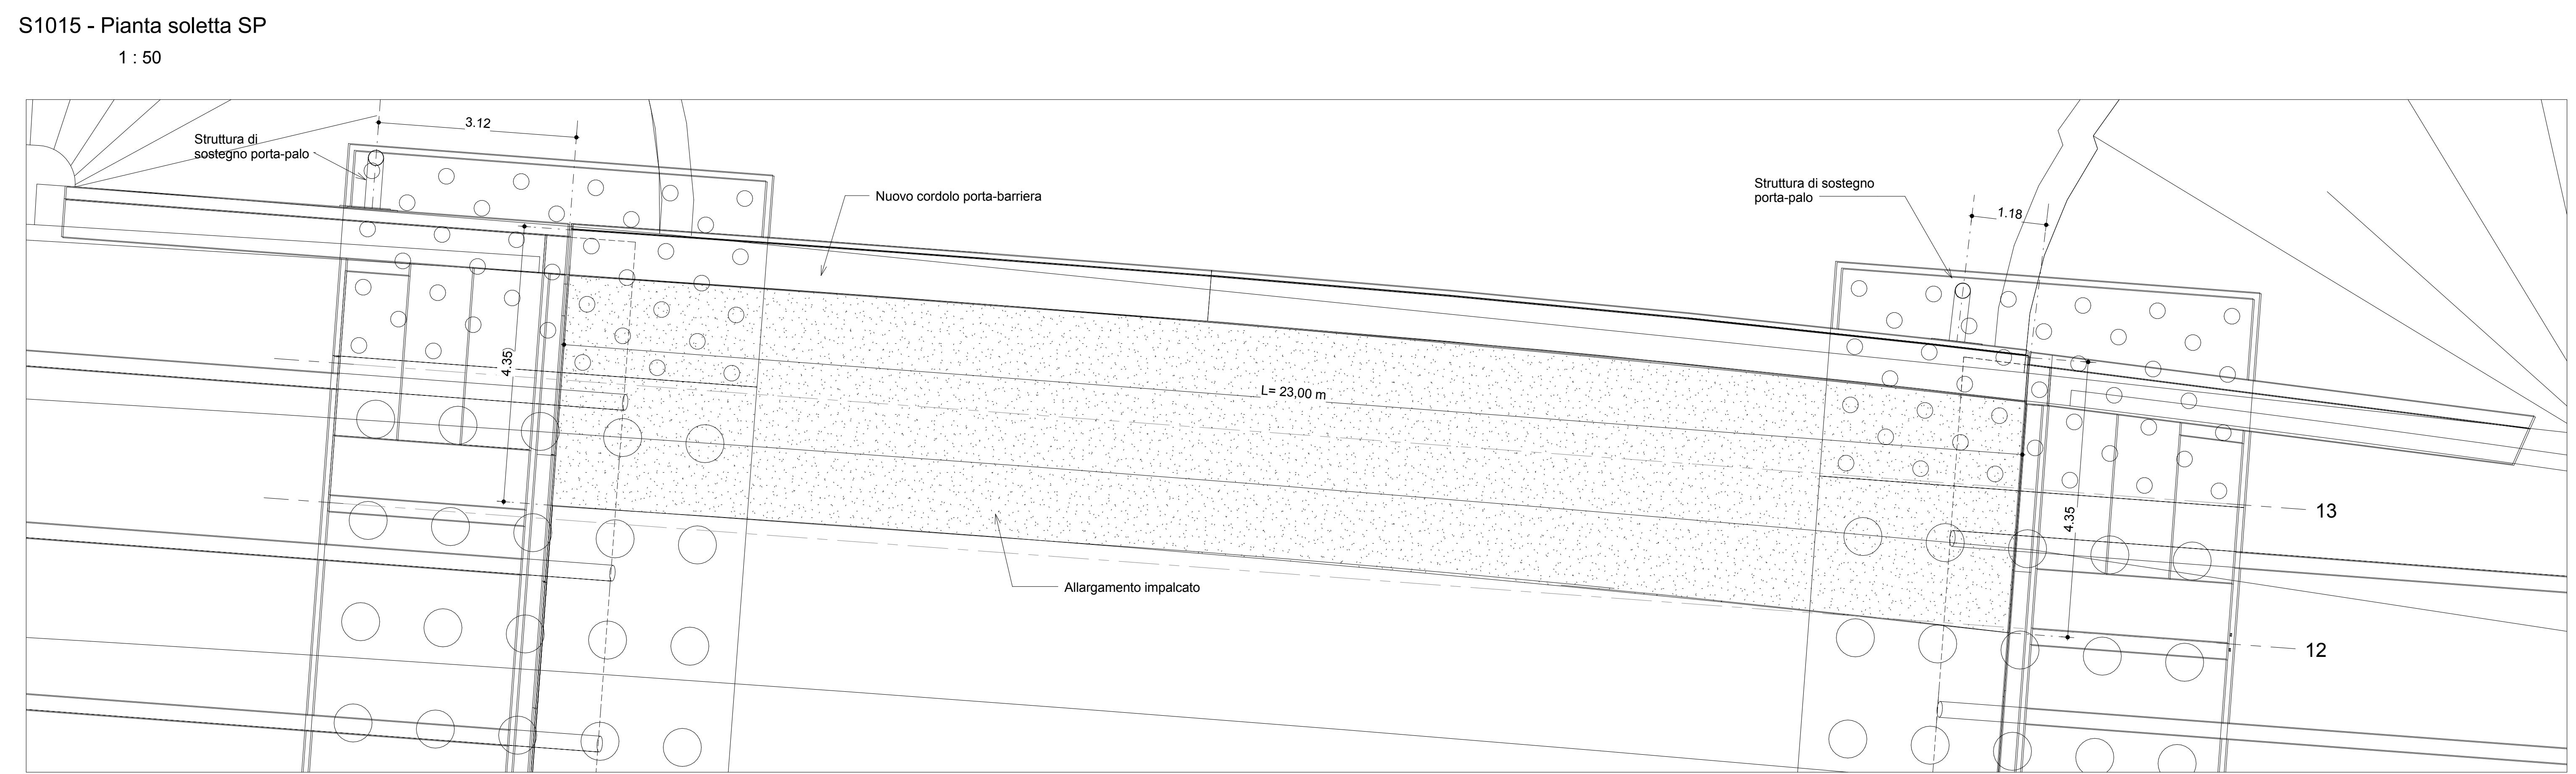 S1015 - Pianta soletta SP
1 : 50
3.12
Struttura di
sostegno porta-palo
Nuovo cordolo porta-barriera
Struttura di sostegno
porta-palo
1.18
4.35
L= 23,00 m
13
4.35
Allargamento impalcato
12